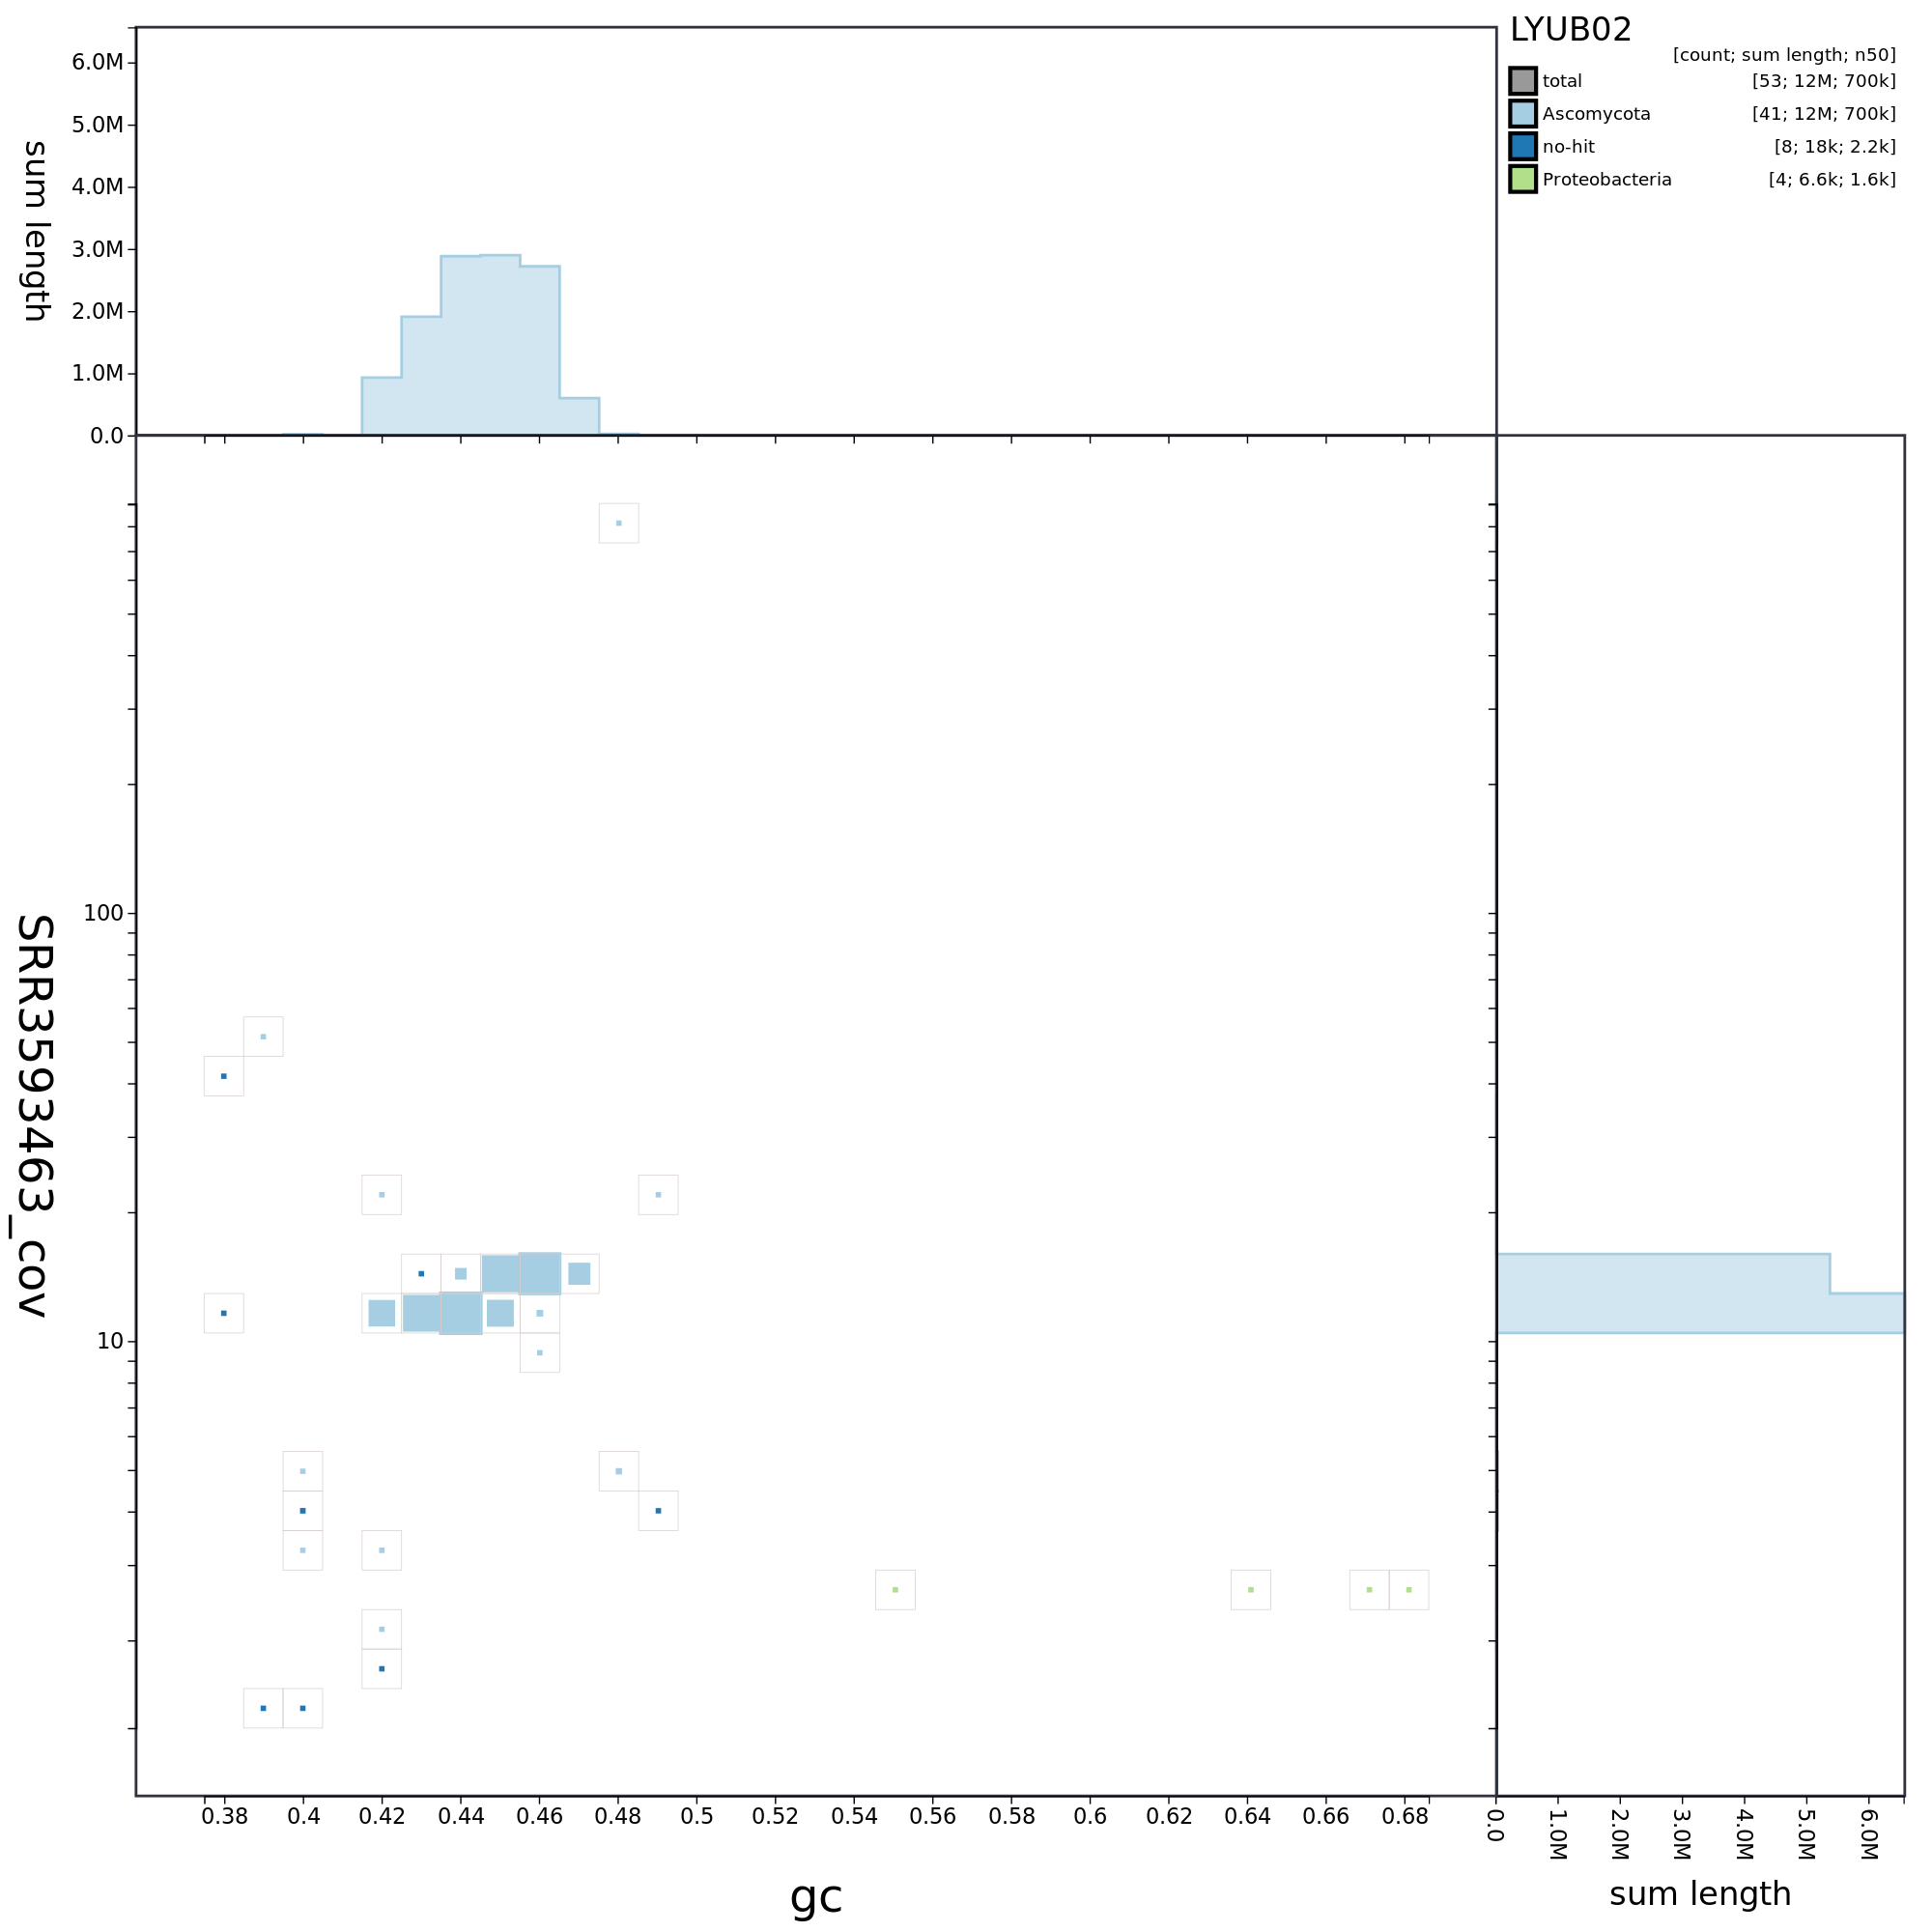 LYUB02
[count; sum length; n50]
total [53; 12M; 700k]
Ascomycota [41; 12M; 700k]
no-hit [8; 18k; 2.2k]
Proteobacteria [4; 6.6k; 1.6k]
sum length
6.0M
5.0M
4.0M
3.0M
2.0M
1.0M
0.0
SRR3593463_cov
100
10
0.38 0.4 0.42 0.44 0.46 0.48 0.5 0.52 0.54 0.56 0.58 0.6 0.62 0.64 0.66 0.68
gc
0.0 1.0M 2.0M 3.0M 4.0M 5.0M 6.0M
sum length